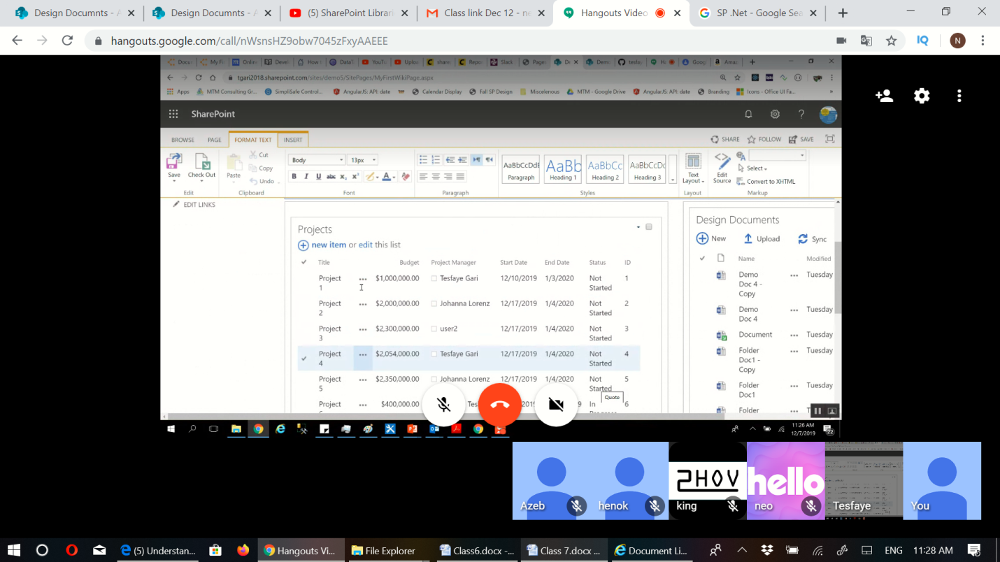 Design Documnts - A
Design Documnts - A
(5) SharePoint Librari
Class link Dec 12 - ne
Hangouts Video
SP .Net - Google Sea
hangouts.google.com/call/nWsnsHZ9obw7045zFxyAAEEE
IQ
N
tgari2018.sharepoint.com/sites/demo5/SitePages/MyFirstWikiPage.aspx
Apps MTM Consulting Gr... SimpliSafe Control... AngularJS: API: date Calendar Display Fall SP Design Miscelenous MTM - Google Drive AngularJS: API: date Branding Icons - Office UI Fa...
SharePoint
BROWSE PAGE FORMAT TEXT INSERT SHARE FOLLOW SAVE
Save Check Out Paste Cut Copy Undo
Body 13px
B I U abc x₂ x²
AaBbCcDdE Paragraph
AaBb Heading 1
AaBbCc Heading 2
AaBbCcDc Heading 3
Text Layout
Edit Source
Select
Convert to XHTML
Edit Clipboard Font Paragraph Styles Layout Markup
EDIT LINKS
Projects
new item or edit this list
Title Budget Project Manager Start Date End Date Status ID
Project 1 $1,000,000.00 Tesfaye Gari 12/10/2019 1/3/2020 Not Started 1
Project 2 $2,000,000.00 Johanna Lorenz 12/17/2019 1/4/2020 Not Started 2
Project 3 $2,300,000.00 user2 12/17/2019 1/4/2020 Not Started 3
Project 4 $2,054,000.00 Tesfaye Gari 12/17/2019 1/4/2020 Not Started 4
Project 5 $2,350,000.00 Johanna Lorenz 12/17/2019 1/4/2020 Not Started 5
Project $400,000.00 In 6
Quote
Design Documents
New Upload Sync
Name Modified
Demo Doc 4 - Copy Tuesday
Demo Doc 4 Tuesday
Document Tuesday
Folder Doc1 - Copy Tuesday
Folder Doc1 Tuesday
Folder Tuesday
11:26 AM
12/7/2019
Azeb
henok
2HOV
king
hello
neo
Tesfaye
You
(5) Understan...
Hangouts Vi...
File Explorer
Class6.docx -...
Class 7.docx ...
Document Li...
ENG
11:28 AM